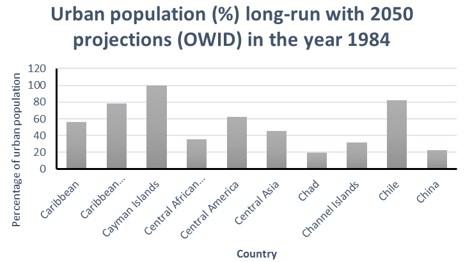 Urban population (%) long-run with 2050
projections (OWID) in the year 1984
Percentage of urban population
120
100
80
60
40
20
0
Caribbean
Caribbean...
Cayman Islands
Central African...
Central America
Central Asia
Chad
Channel Islands
Chile
China
Country